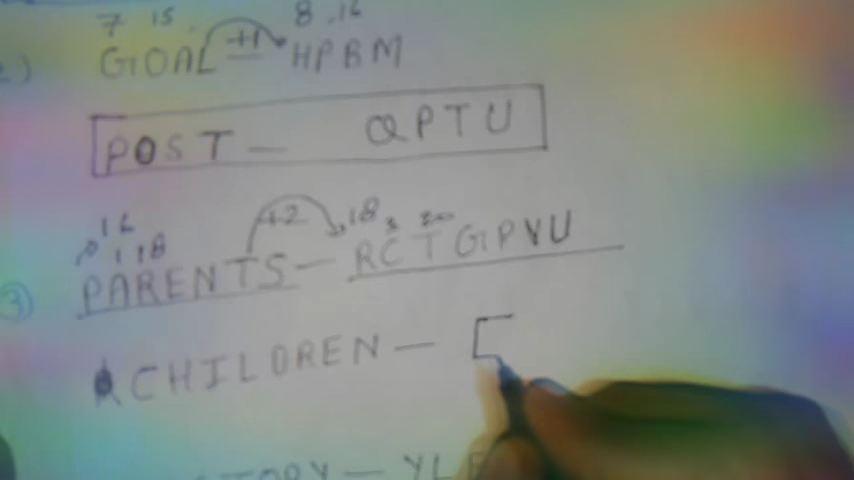 7 15 8,16
2) GOAL +1 HPBM
POST — QPTU
16 +2 18 3 20
1 18
3) PARENTS — RCTGPVU
CHILDREN —